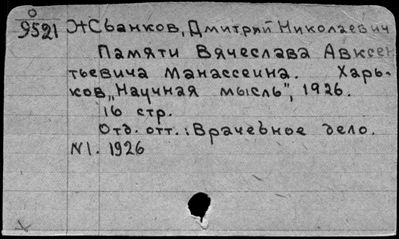 О
9521 Жбанков, Дмитрий Николаевич
Памяти Вячеслава Авксен
тьевича Манассеина. Харь-
ков, „Научная мысль", 1926.
16 стр.
Отд. отт.: Врачебное дело.
N1. 1926